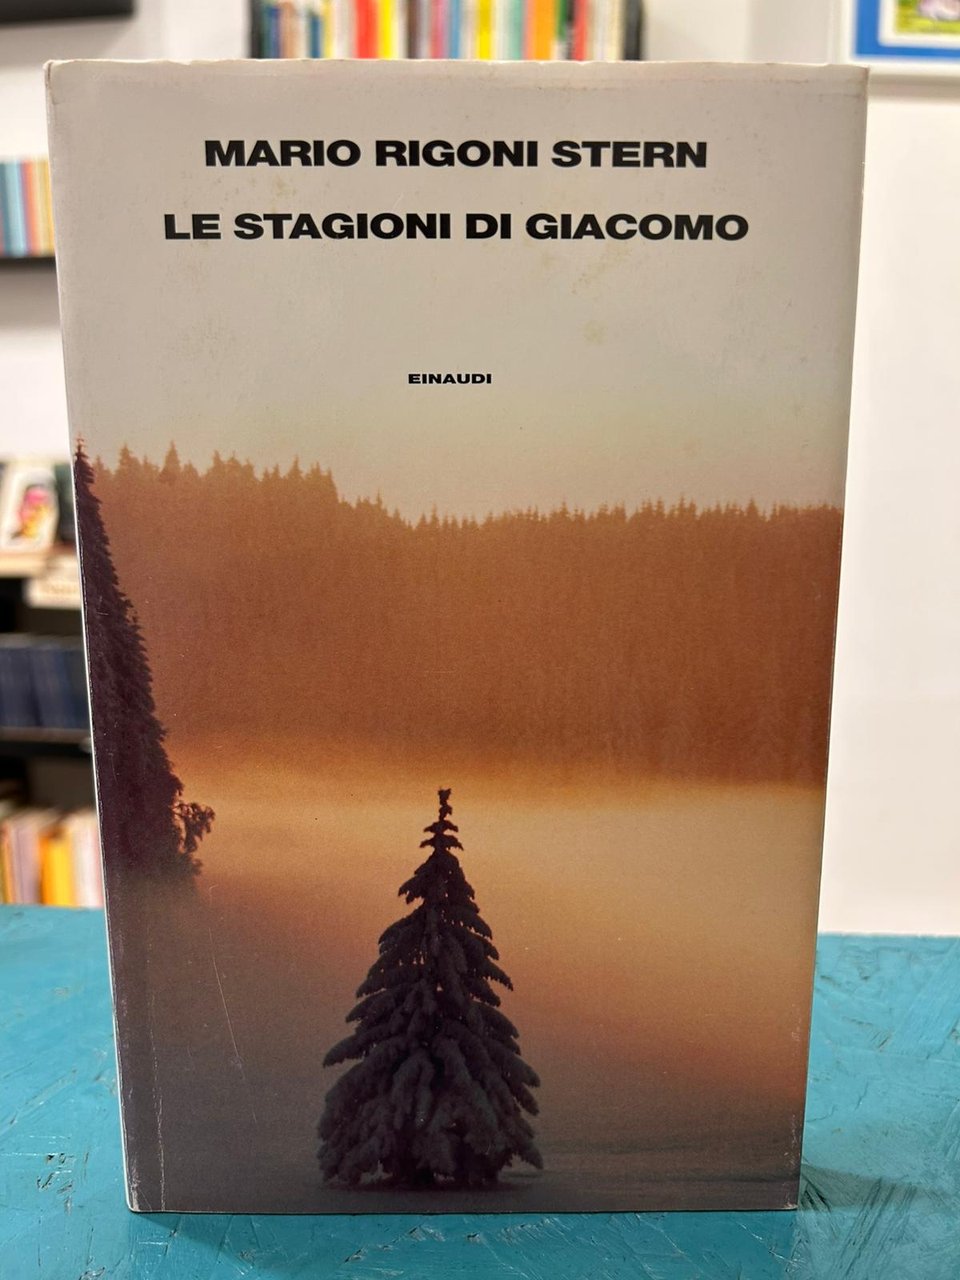 MARIO RIGONI STERN
LE STAGIONI DI GIACOMO
EINAUDI